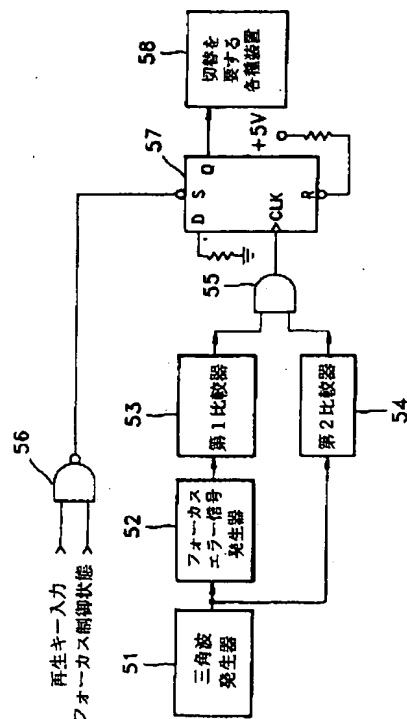 再生キー入力
フォーカス制御状態
56
51
三角波
発生器
52
フォーカス
エラー信号
発生器
53
第1比較器
第2比較器
54
55
57
D
S
Q
CLK
R
+5V
58
切替を
要する
各種装置